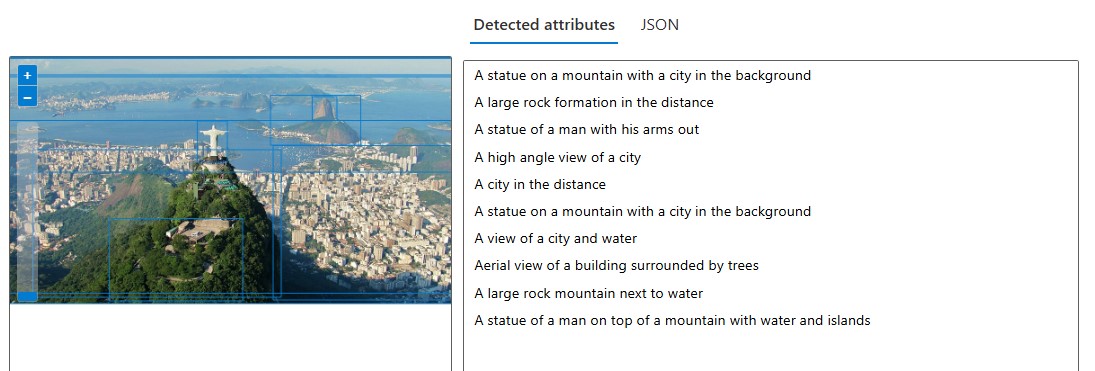 Detected attributes JSON
+
−
A statue on a mountain with a city in the background
A large rock formation in the distance
A statue of a man with his arms out
A high angle view of a city
A city in the distance
A statue on a mountain with a city in the background
A view of a city and water
Aerial view of a building surrounded by trees
A large rock mountain next to water
A statue of a man on top of a mountain with water and islands